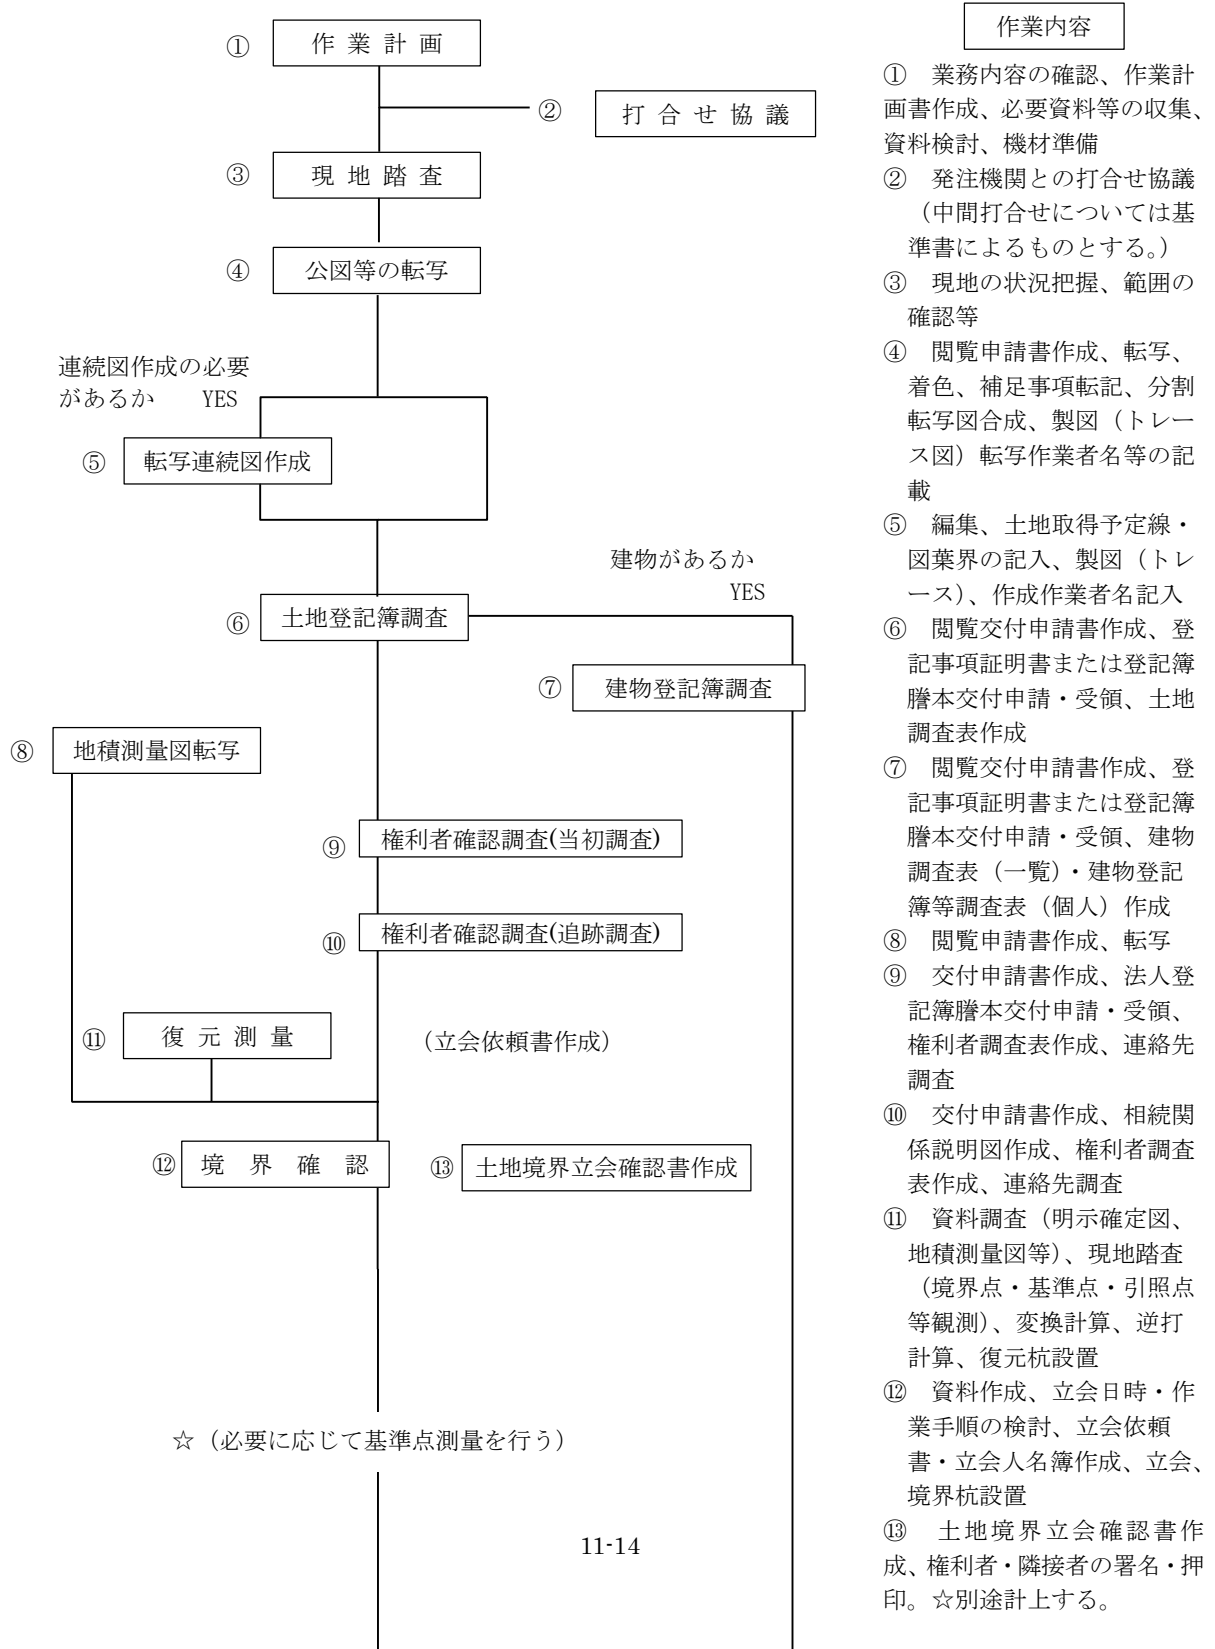 ① 作業計画
② 打合せ協議
③ 現地踏査
④ 公図等の転写
連続図作成の必要
があるか　YES
⑤ 転写連続図作成
建物があるか
YES
⑥ 土地登記簿調査
⑦ 建物登記簿調査
⑧ 地積測量図転写
⑨ 権利者確認調査(当初調査)
⑩ 権利者確認調査(追跡調査)
⑪ 復元測量
（立会依頼書作成）
⑫ 境界確認
⑬ 土地境界立会確認書作成
☆（必要に応じて基準点測量を行う）
作業内容
①　業務内容の確認、作業計
画書作成、必要資料等の収集、
資料検討、機材準備
②　発注機関との打合せ協議
（中間打合せについては基
準書によるものとする。）
③　現地の状況把握、範囲の
確認等
④　閲覧申請書作成、転写、
着色、補足事項転記、分割
転写図合成、製図（トレー
ス図）転写作業者名等の記
載
⑤　編集、土地取得予定線・
図葉界の記入、製図（トレ
ース）、作成作業者名記入
⑥　閲覧交付申請書作成、登
記事項証明書または登記簿
謄本交付申請・受領、土地
調査表作成
⑦　閲覧交付申請書作成、登
記事項証明書または登記簿
謄本交付申請・受領、建物
調査表（一覧）・建物登記
簿等調査表（個人）作成
⑧　閲覧申請書作成、転写
⑨　交付申請書作成、法人登
記簿謄本交付申請・受領、
権利者調査表作成、連絡先
調査
⑩　交付申請書作成、相続関
係説明図作成、権利者調査
表作成、連絡先調査
⑪　資料調査（明示確定図、
地積測量図等）、現地踏査
（境界点・基準点・引照点
等観測）、変換計算、逆打
計算、復元杭設置
⑫　資料作成、立会日時・作
業手順の検討、立会依頼
書・立会人名簿作成、立会、
境界杭設置
⑬　土地境界立会確認書作
成、権利者・隣接者の署名・押
印。☆別途計上する。
11-14